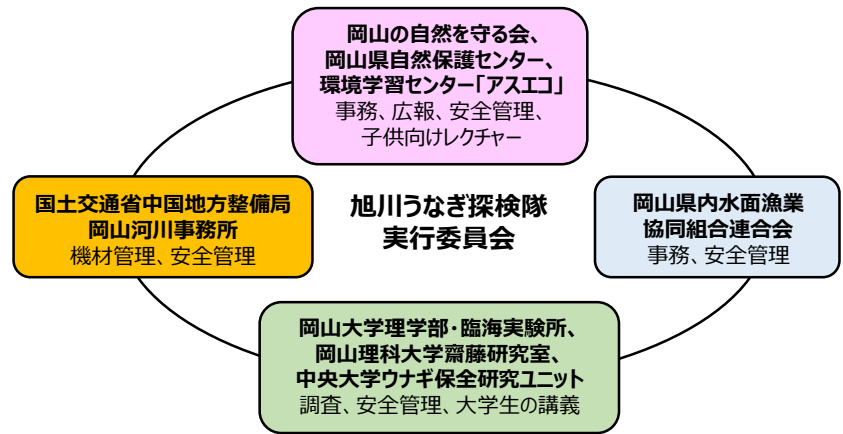 岡山の自然を守る会、
岡山県自然保護センター、
環境学習センター「アスエコ」
事務、広報、安全管理、
子供向けレクチャー
国土交通省中国地方整備局
岡山河川事務所
機材管理、安全管理
旭川うなぎ探検隊
実行委員会
岡山県内水面漁業
協同組合連合会
事務、安全管理
岡山大学理学部・臨海実験所、
岡山理科大学齋藤研究室、
中央大学ウナギ保全研究ユニット
調査、安全管理、大学生の講義